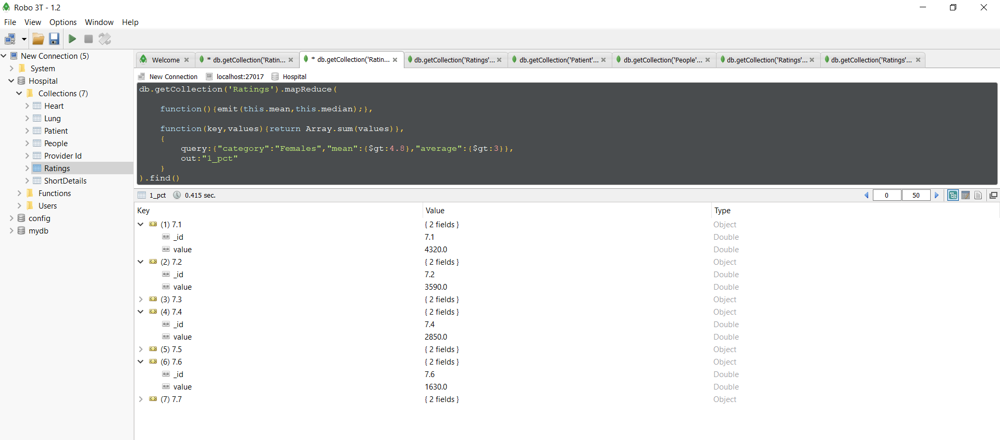 Robo 3T - 1.2
File View Options Window Help
New Connection (5)
System
Hospital
Collections (7)
Heart
Lung
Patient
People
Provider Id
Ratings
ShortDetails
Functions
Users
config
mydb
Welcome * db.getCollection('Ratin... * db.getCollection('Ratin... db.getCollection('Ratings'... db.getCollection('Patient'... db.getCollection('People'... db.getCollection('Ratings'... db.getCollection('Ratings'...
New Connection localhost:27017 Hospital
db.getCollection('Ratings').mapReduce(
function(){emit(this.mean,this.median);},
function(key,values){return Array.sum(values)},
{
query:{"category":"Females","mean":{$gt:4.8},"average":{$gt:3}},
out:"1_pct"
}
).find()
1_pct 0.415 sec. 0 50
Key Value Type
(1) 7.1 { 2 fields } Object
_id 7.1 Double
value 4320.0 Double
(2) 7.2 { 2 fields } Object
_id 7.2 Double
value 3590.0 Double
(3) 7.3 { 2 fields } Object
(4) 7.4 { 2 fields } Object
_id 7.4 Double
value 2850.0 Double
(5) 7.5 { 2 fields } Object
(6) 7.6 { 2 fields } Object
_id 7.6 Double
value 1630.0 Double
(7) 7.7 { 2 fields } Object